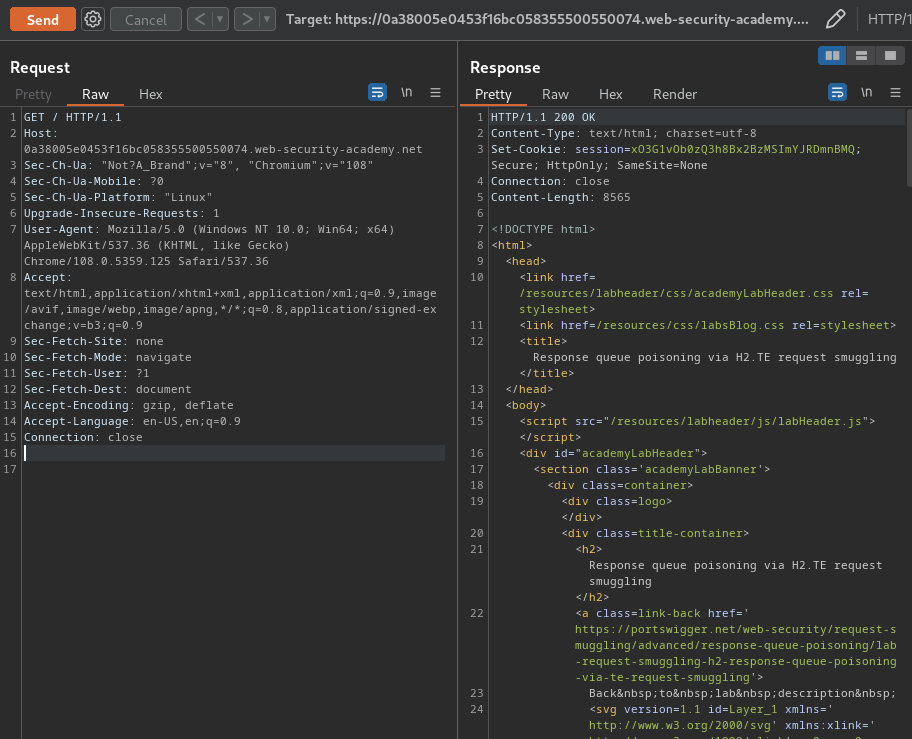 Send
Cancel
<
>
Target: https://0a38005e0453f16bc058355500550074.web-security-academy....
HTTP/1
Request
Pretty
Raw
Hex
\n
1 GET / HTTP/1.1
2 Host:
0a38005e0453f16bc058355500550074.web-security-academy.net
3 Sec-Ch-Ua: "Not?A_Brand";v="8", "Chromium";v="108"
4 Sec-Ch-Ua-Mobile: ?0
5 Sec-Ch-Ua-Platform: "Linux"
6 Upgrade-Insecure-Requests: 1
7 User-Agent: Mozilla/5.0 (Windows NT 10.0; Win64; x64)
AppleWebKit/537.36 (KHTML, like Gecko)
Chrome/108.0.5359.125 Safari/537.36
8 Accept:
text/html,application/xhtml+xml,application/xml;q=0.9,image
/avif,image/webp,image/apng,*/*;q=0.8,application/signed-ex
change;v=b3;q=0.9
9 Sec-Fetch-Site: none
10 Sec-Fetch-Mode: navigate
11 Sec-Fetch-User: ?1
12 Sec-Fetch-Dest: document
13 Accept-Encoding: gzip, deflate
14 Accept-Language: en-US,en;q=0.9
15 Connection: close
16
17
Response
Pretty
Raw
Hex
Render
\n
1 HTTP/1.1 200 OK
2 Content-Type: text/html; charset=utf-8
3 Set-Cookie: session=xO3G1vOb0zQ3h8Bx2BzMSImYJRDmnBMQ;
Secure; HttpOnly; SameSite=None
4 Connection: close
5 Content-Length: 8565
6
7 <!DOCTYPE html>
8 <html>
9 <head>
10 <link href=
/resources/labheader/css/academyLabHeader.css rel=
stylesheet>
11 <link href=/resources/css/labsBlog.css rel=stylesheet>
12 <title>
Response queue poisoning via H2.TE request smuggling
</title>
13 </head>
14 <body>
15 <script src="/resources/labheader/js/labHeader.js">
</script>
16 <div id="academyLabHeader">
17 <section class='academyLabBanner'>
18 <div class=container>
19 <div class=logo>
</div>
20 <div class=title-container>
21 <h2>
Response queue poisoning via H2.TE request
smuggling
</h2>
22 <a class=link-back href='
https://portswigger.net/web-security/request-s
muggling/advanced/response-queue-poisoning/lab
-request-smuggling-h2-response-queue-poisoning
-via-te-request-smuggling'>
23 Back&nbsp;to&nbsp;lab&nbsp;description&nbsp;
24 <svg version=1.1 id=Layer_1 xmlns='
http://www.w3.org/2000/svg' xmlns:xlink='